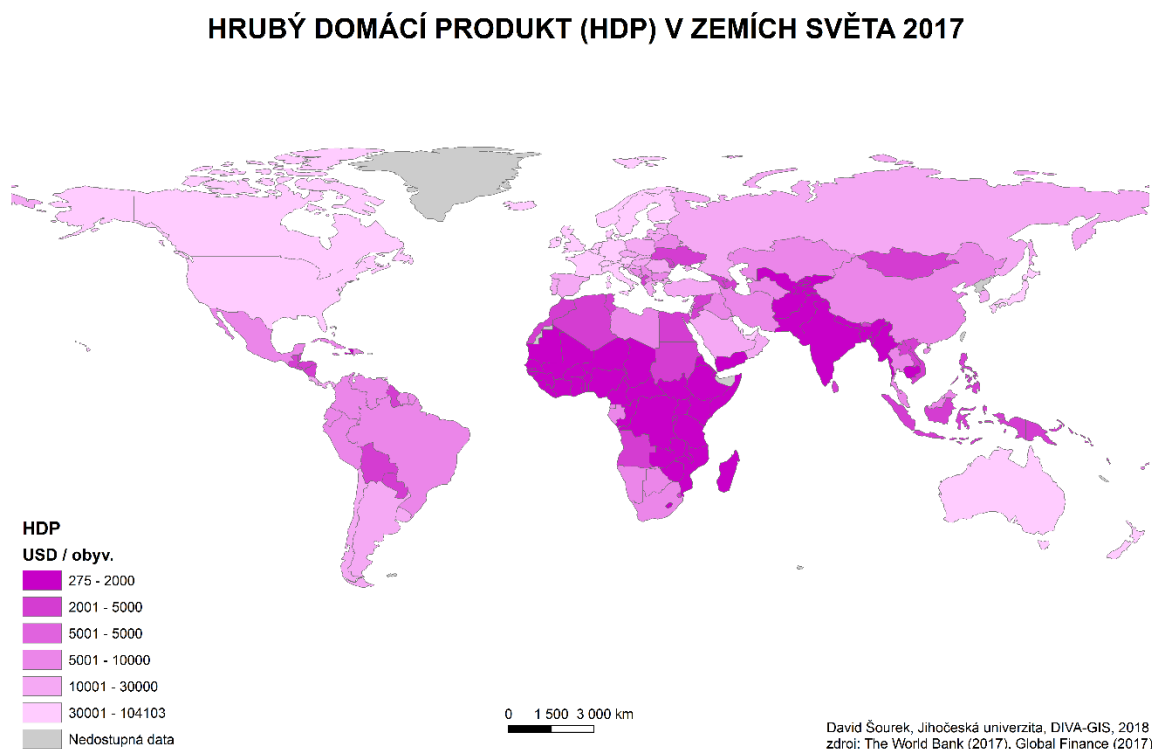 HRUBÝ DOMÁCÍ PRODUKT (HDP) V ZEMÍCH SVĚTA 2017
HDP
USD / obyv.
275 - 2000
2001 - 5000
5001 - 5000
5001 - 10000
10001 - 30000
30001 - 104103
Nedostupná data
0 1 500 3 000 km
David Šourek, Jihočeská univerzita, DIVA-GIS, 2018
zdroj: The World Bank (2017), Global Finance (2017)